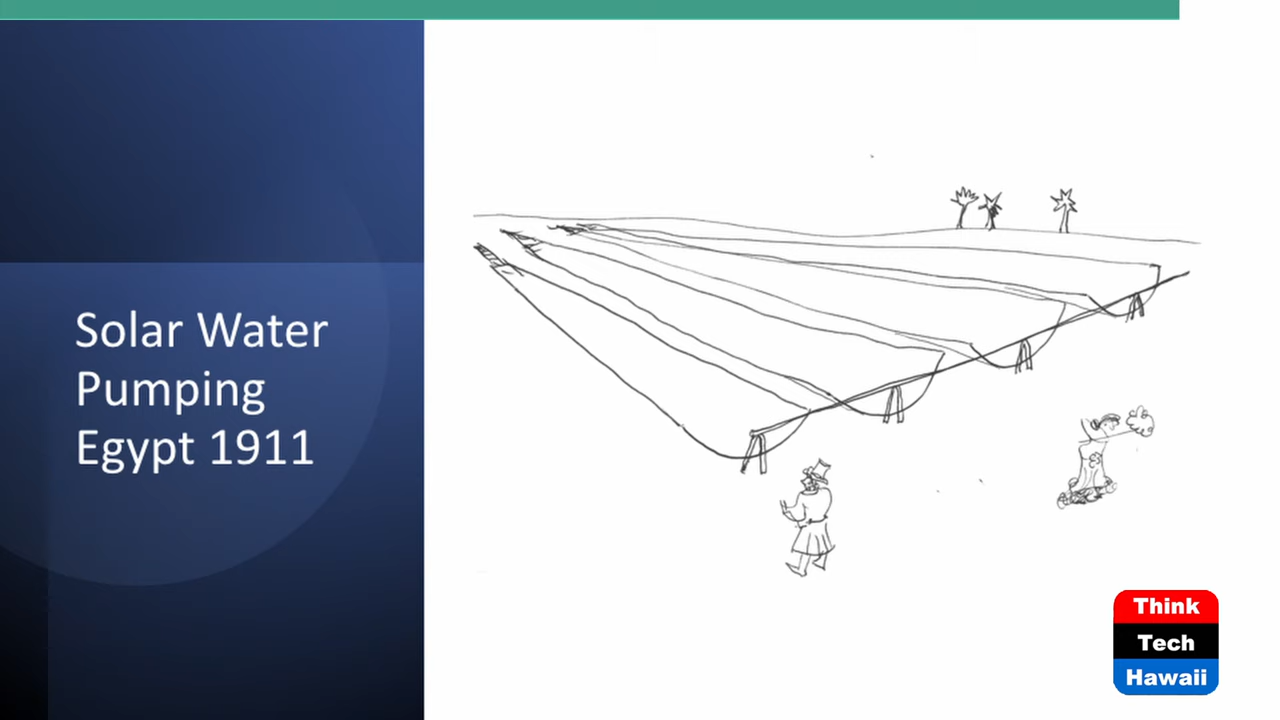 Solar Water
Pumping
Egypt 1911
Think
Tech
Hawaii